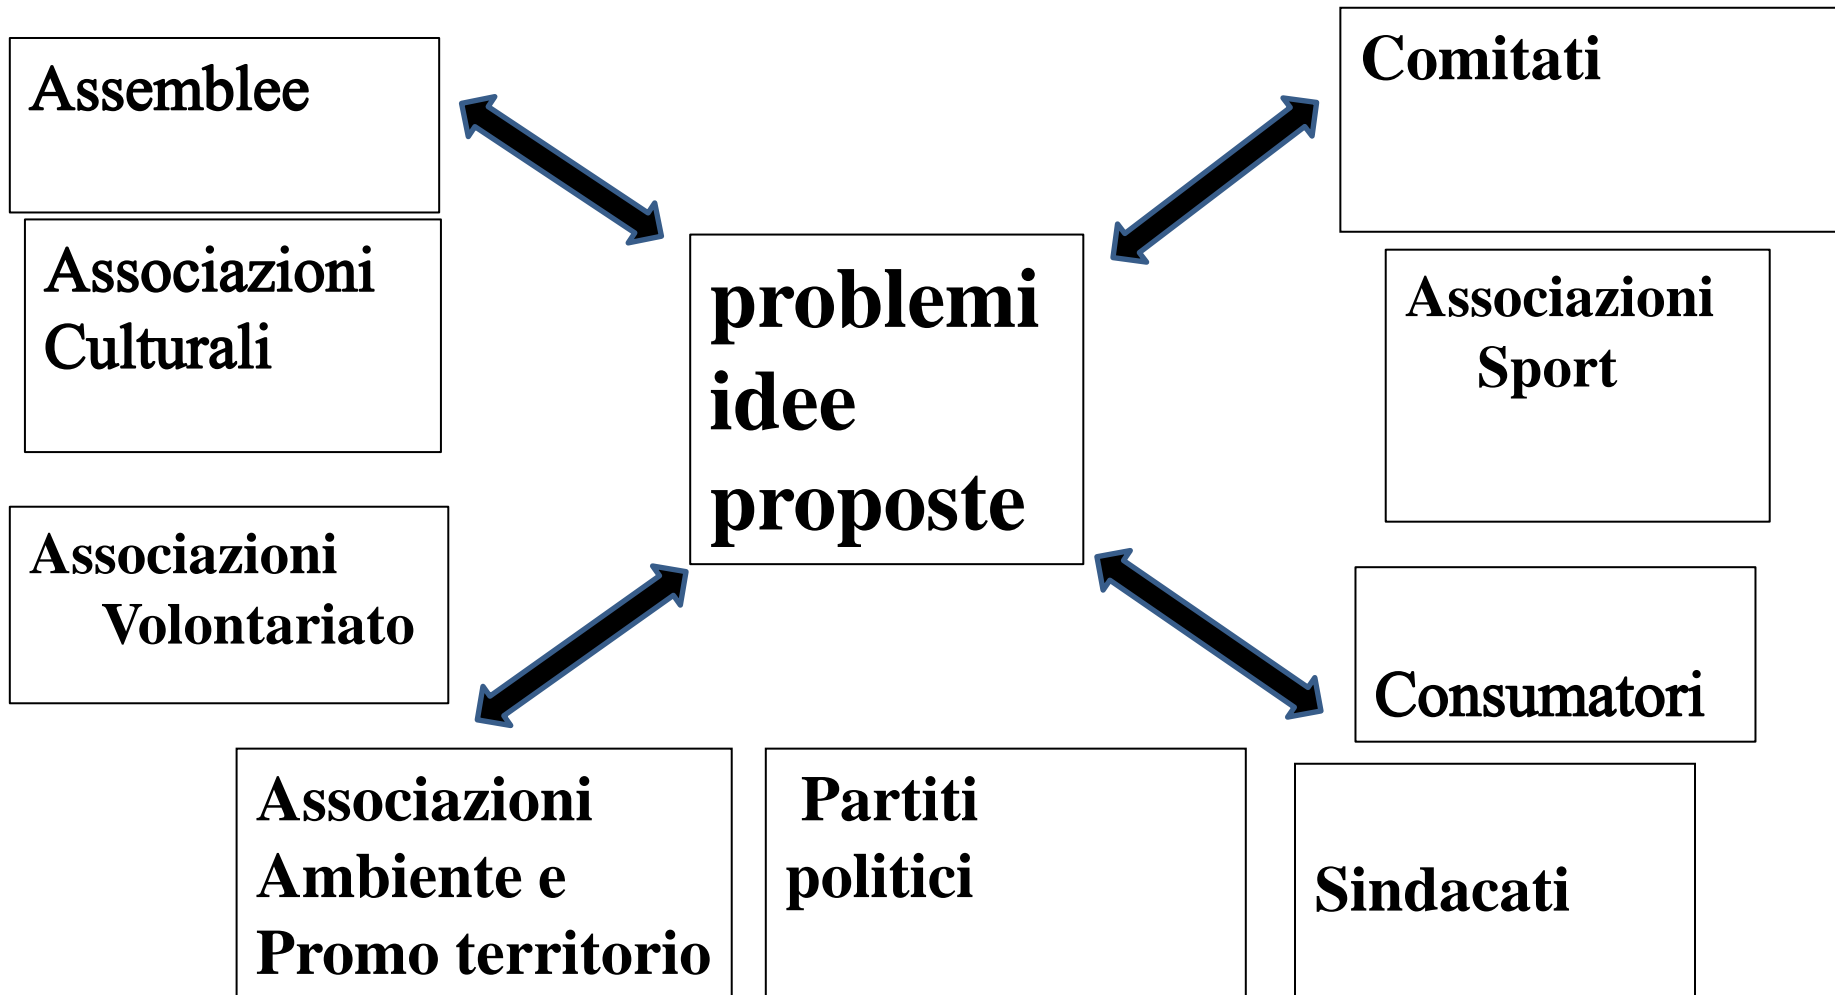 Assemblee
Comitati
Associazioni
Culturali
problemi
idee
proposte
Associazioni
Sport
Associazioni
Volontariato
Consumatori
Associazioni
Ambiente e
Promo territorio
Partiti
politici
Sindacati